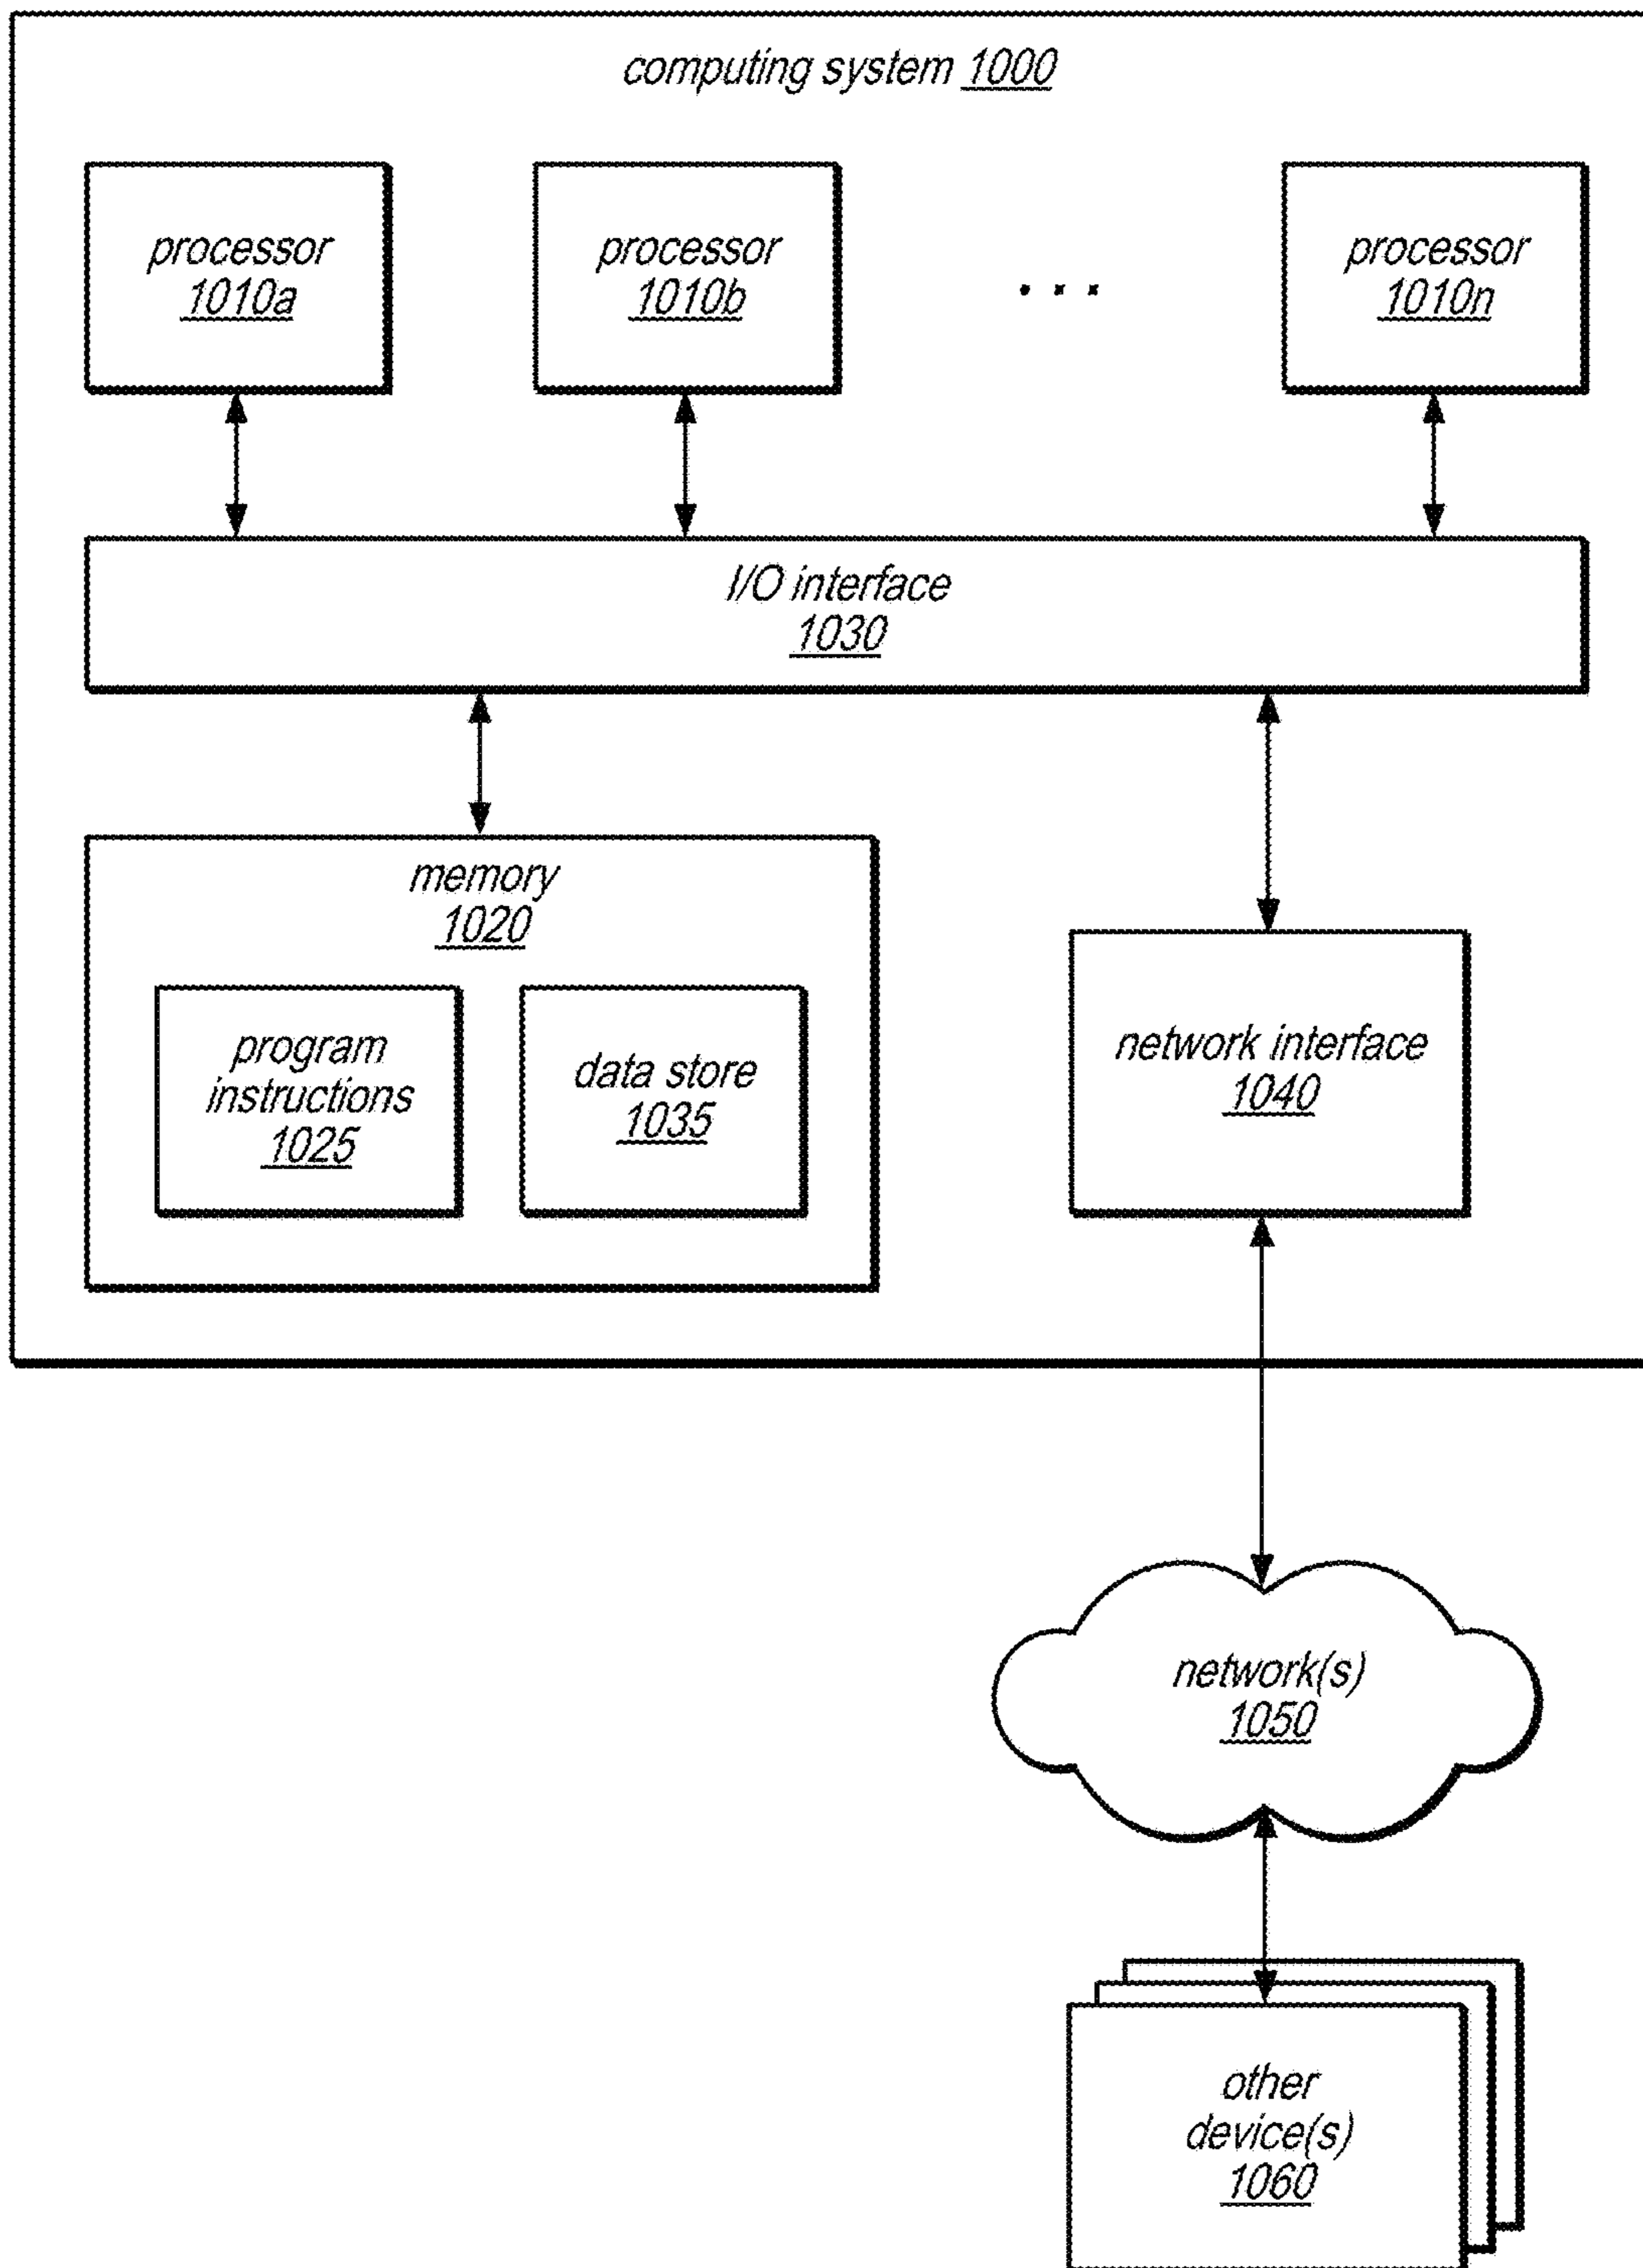 computing system 1000
processor
1010a
processor
1010b
. . .
processor
1010n
I/O interface
1030
memory
1020
program
instructions
1025
data store
1035
network interface
1040
network(s)
1050
other
device(s)
1060